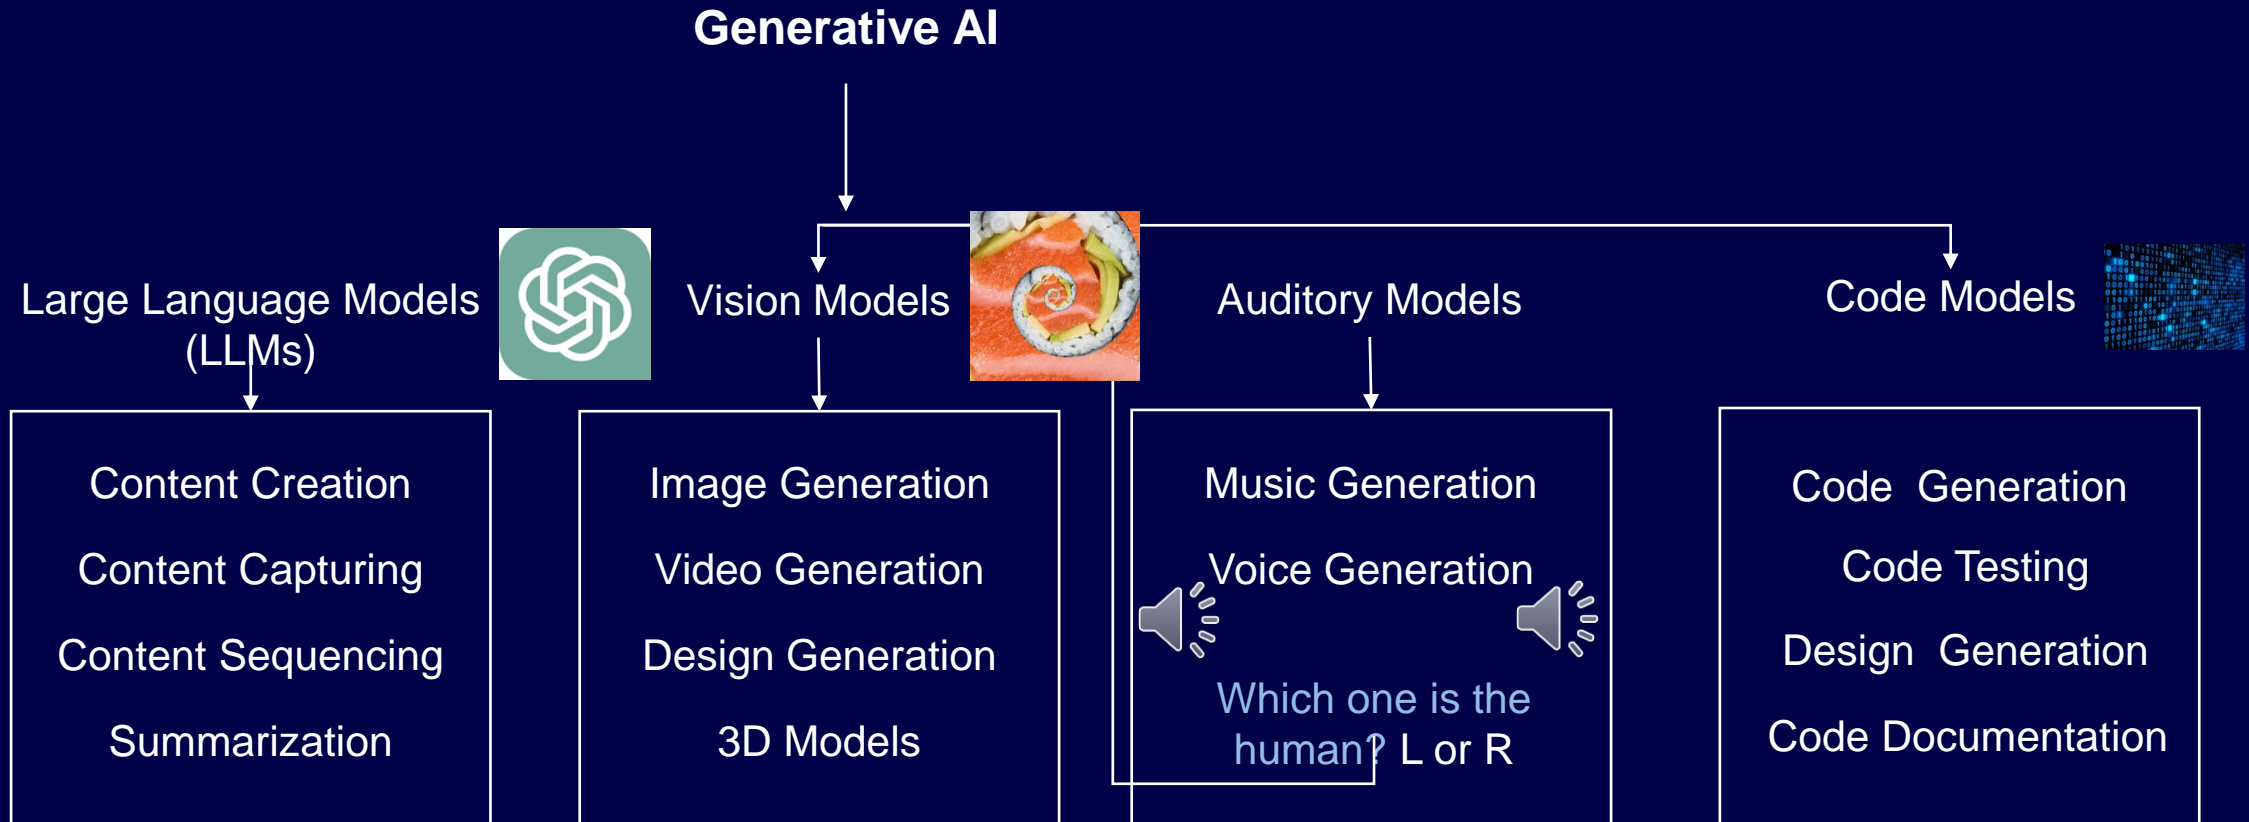 Generative AI
Large Language Models
(LLMs)
Vision Models
Auditory Models
Code Models
Content Creation
Content Capturing
Content Sequencing
Summarization
Image Generation
Video Generation
Design Generation
3D Models
Music Generation
Voice Generation
Which one is the
human? L or R
Code Generation
Code Testing
Design Generation
Code Documentation